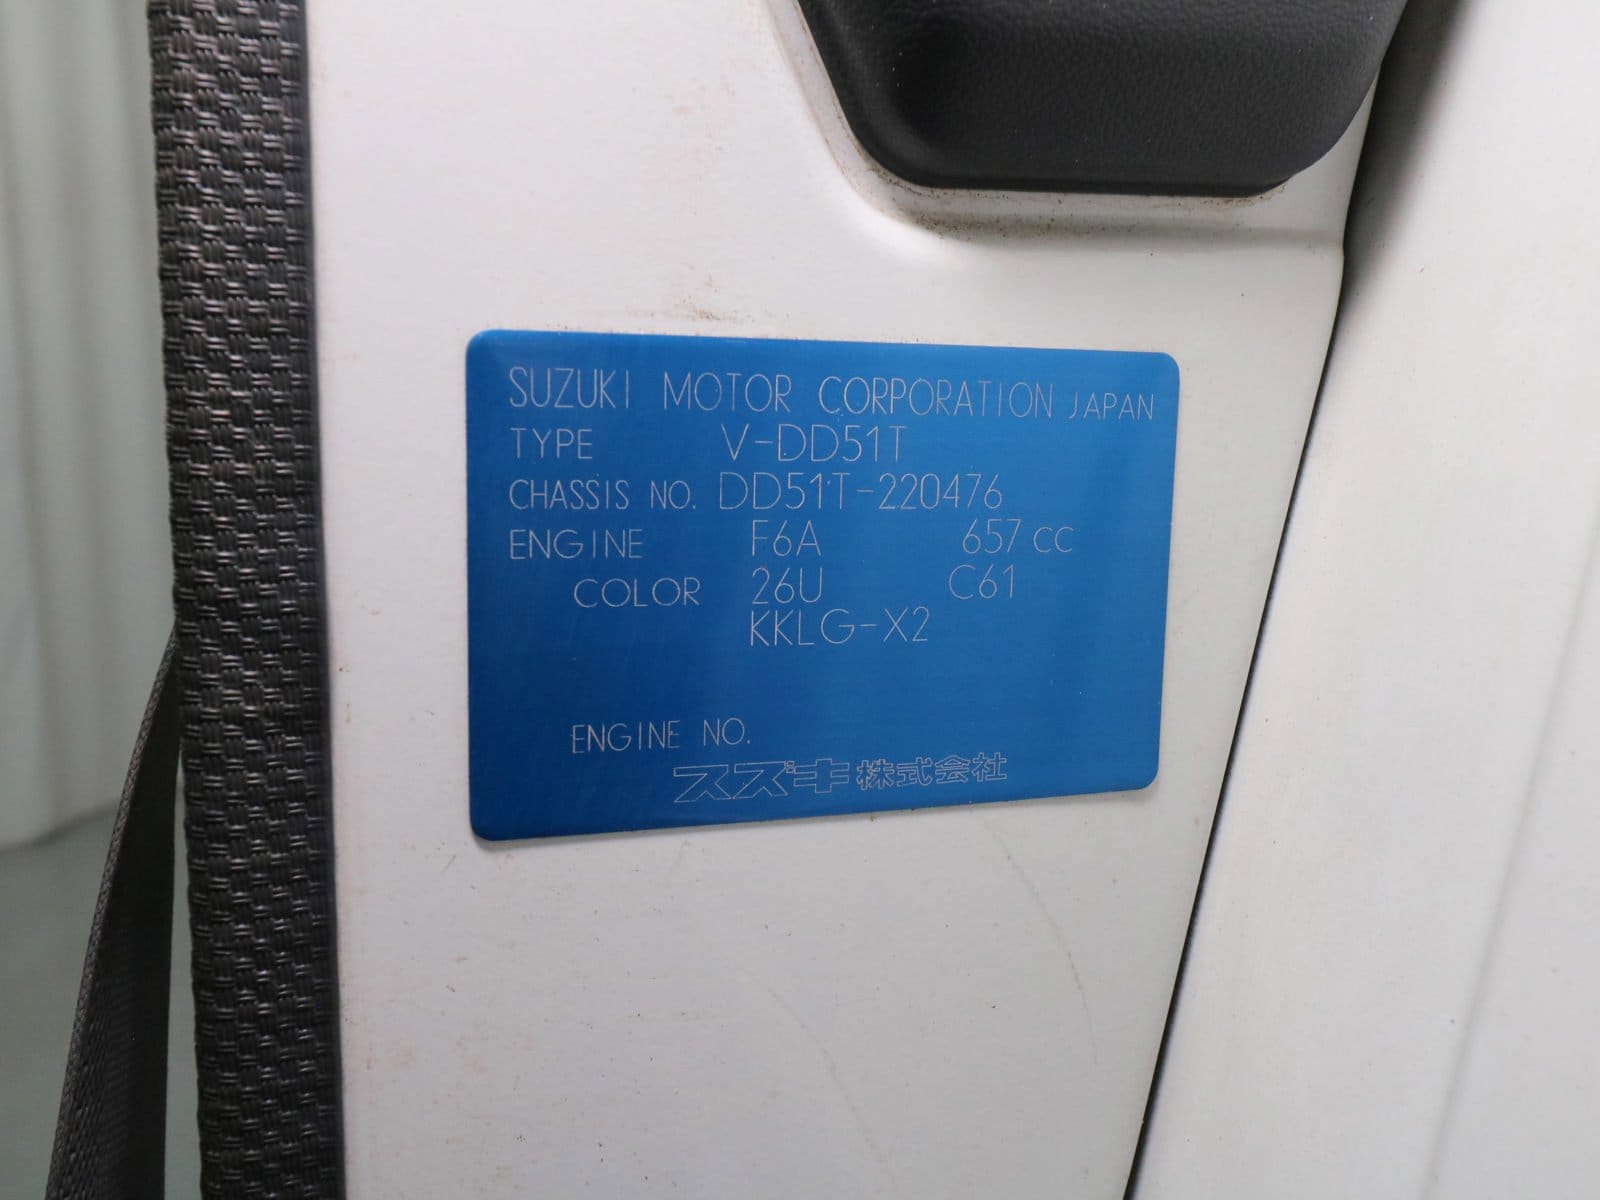 SUZUKI MOTOR CORPORATION JAPAN
TYPE V-DD51T
CHASSIS NO. DD51T-220476
ENGINE F6A 657 cc
COLOR 26U C61
KKLG-X2
ENGINE NO.
スズキ株式会社